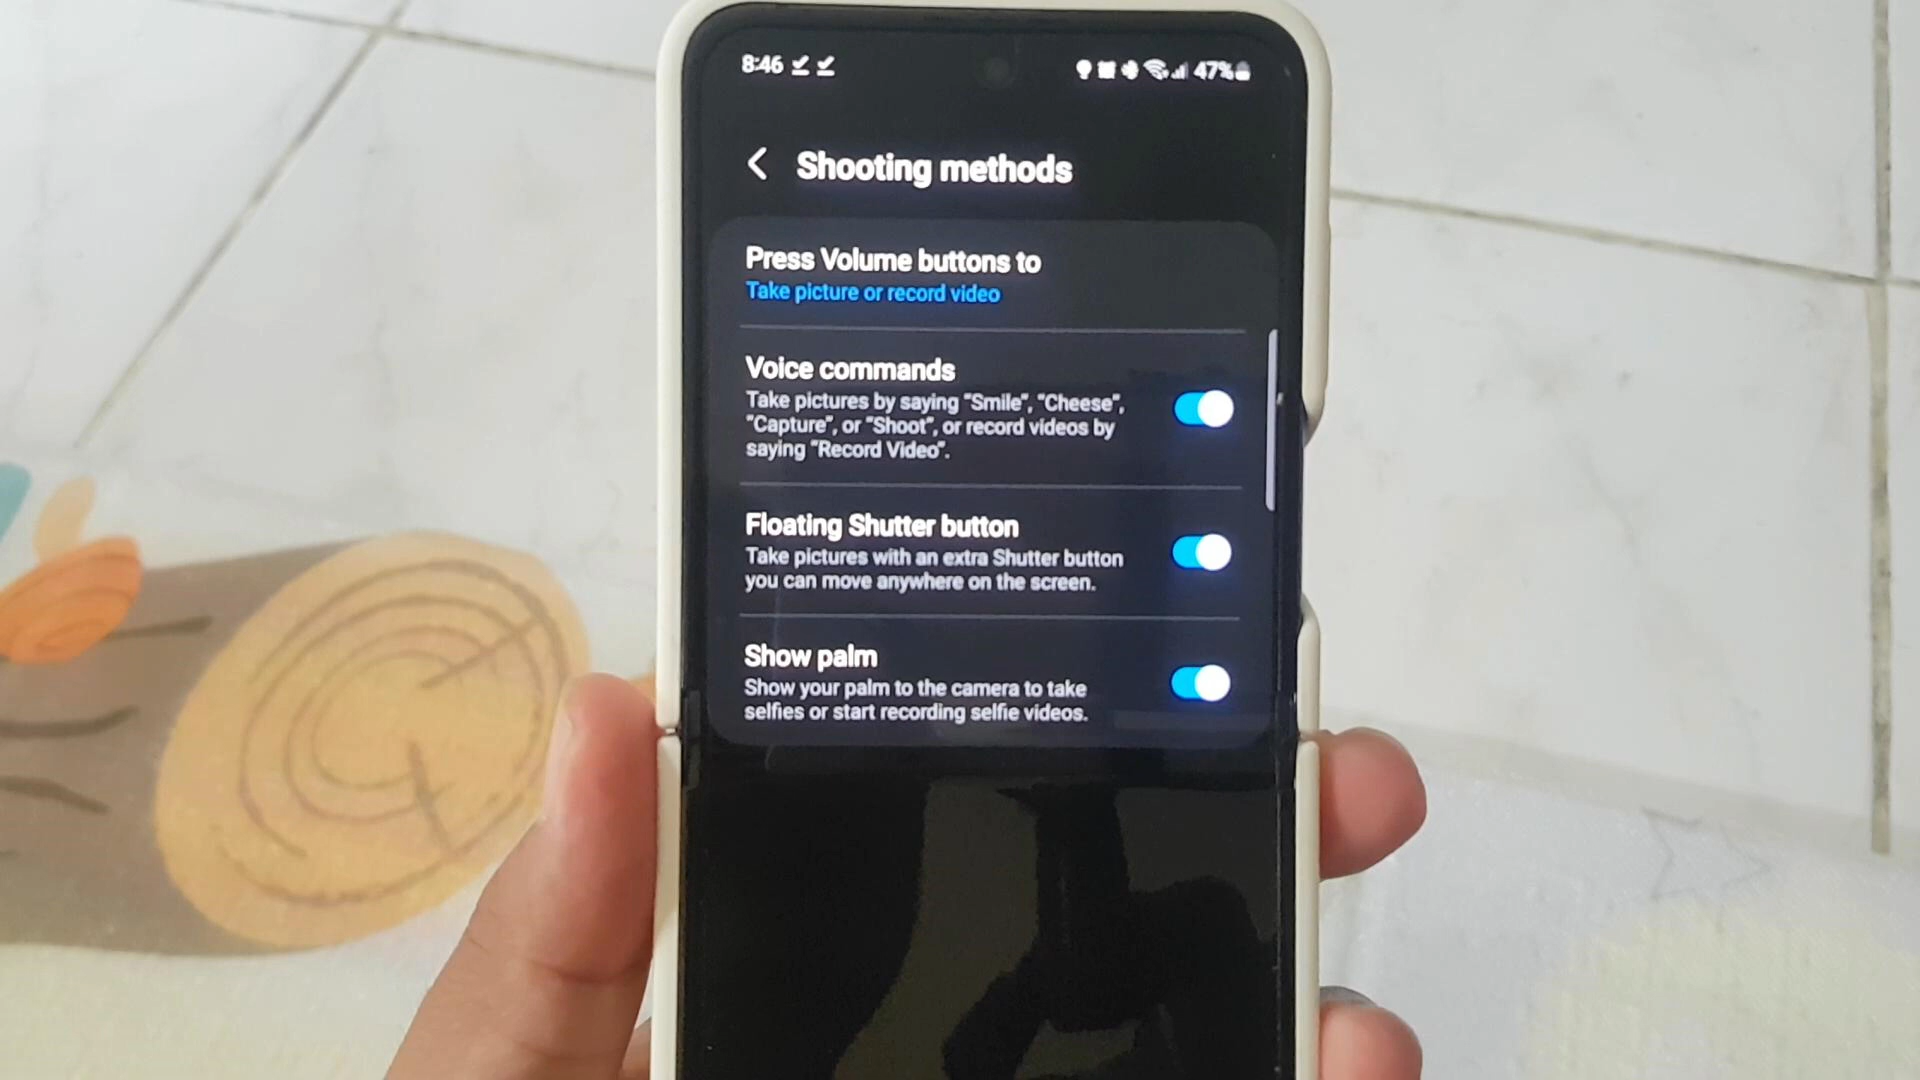 8:46 47%
Shooting methods
Press Volume buttons to
Take picture or record video
Voice commands
Take pictures by saying "Smile", "Cheese",
"Capture", or "Shoot", or record videos by
saying "Record Video".
Floating Shutter button
Take pictures with an extra Shutter button
you can move anywhere on the screen.
Show palm
Show your palm to the camera to take
selfies or start recording selfie videos.